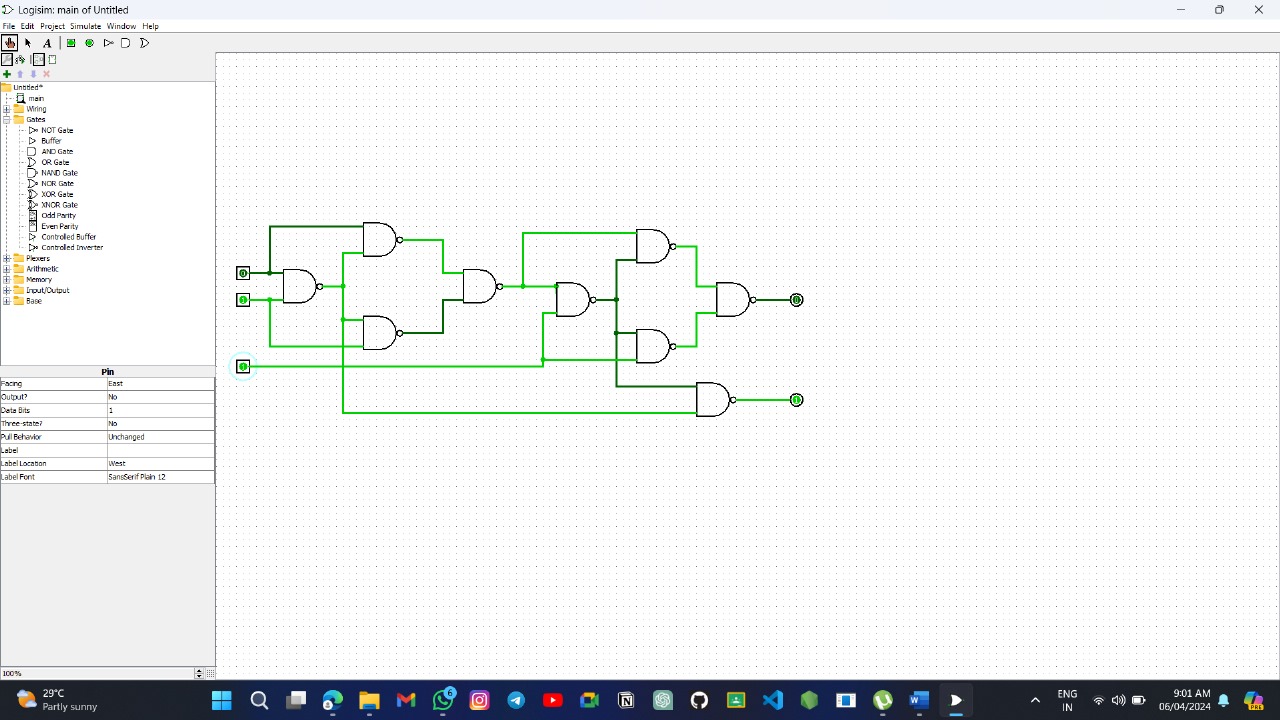 Logisim: main of Untitled
File Edit Project Simulate Window Help
A
Untitled*
main
Wiring
Gates
NOT Gate
Buffer
AND Gate
OR Gate
NAND Gate
NOR Gate
XOR Gate
XNOR Gate
Odd Parity
Even Parity
Controlled Buffer
Controlled Inverter
Plexers
Arithmetic
Memory
Input/Output
Base
Pin
Facing East
Output? No
Data Bits 1
Three-state? No
Pull Behavior Unchanged
Label
Label Location West
Label Font SansSerif Plain 12
100%
0
1
1
0
1
29°C
Partly sunny
6
ENG
IN
9:01 AM
06/04/2024
PRE